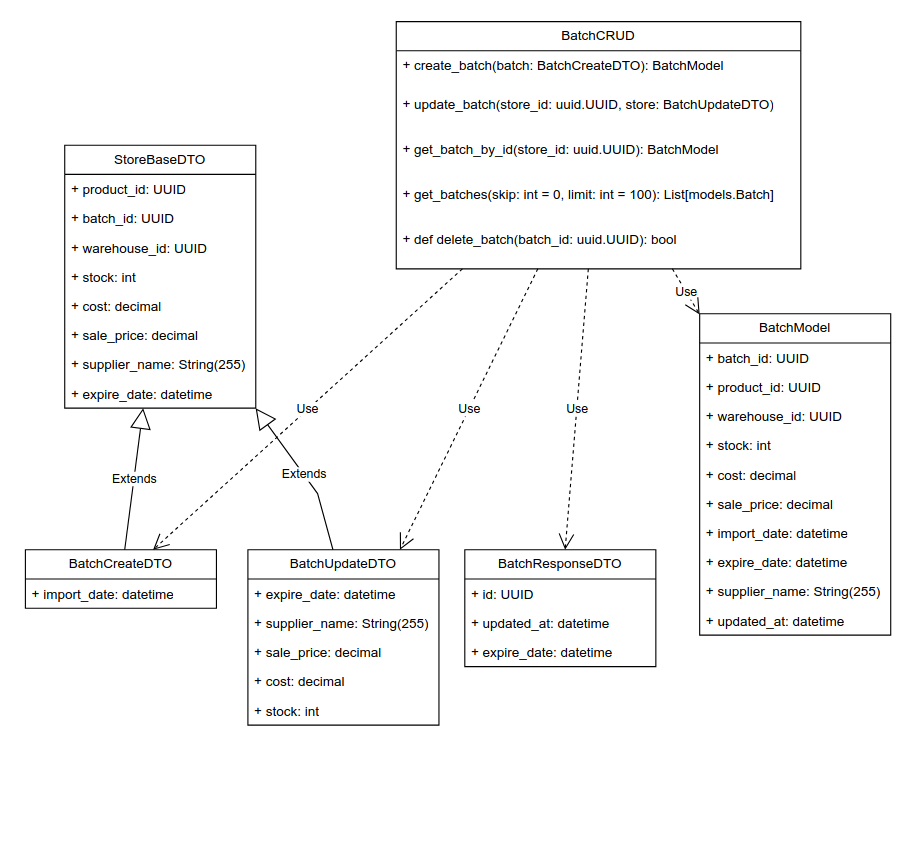 BatchCRUD
+ create_batch(batch: BatchCreateDTO): BatchModel
+ update_batch(store_id: uuid.UUID, store: BatchUpdateDTO)
+ get_batch_by_id(store_id: uuid.UUID): BatchModel
+ get_batches(skip: int = 0, limit: int = 100): List[models.Batch]
+ def delete_batch(batch_id: uuid.UUID): bool
StoreBaseDTO
+ product_id: UUID
+ batch_id: UUID
+ warehouse_id: UUID
+ stock: int
+ cost: decimal
+ sale_price: decimal
+ supplier_name: String(255)
+ expire_date: datetime
Use
Use
Use
Use
Extends
Extends
BatchModel
+ batch_id: UUID
+ product_id: UUID
+ warehouse_id: UUID
+ stock: int
+ cost: decimal
+ sale_price: decimal
+ import_date: datetime
+ expire_date: datetime
+ supplier_name: String(255)
+ updated_at: datetime
BatchCreateDTO
+ import_date: datetime
BatchUpdateDTO
+ expire_date: datetime
+ supplier_name: String(255)
+ sale_price: decimal
+ cost: decimal
+ stock: int
BatchResponseDTO
+ id: UUID
+ updated_at: datetime
+ expire_date: datetime